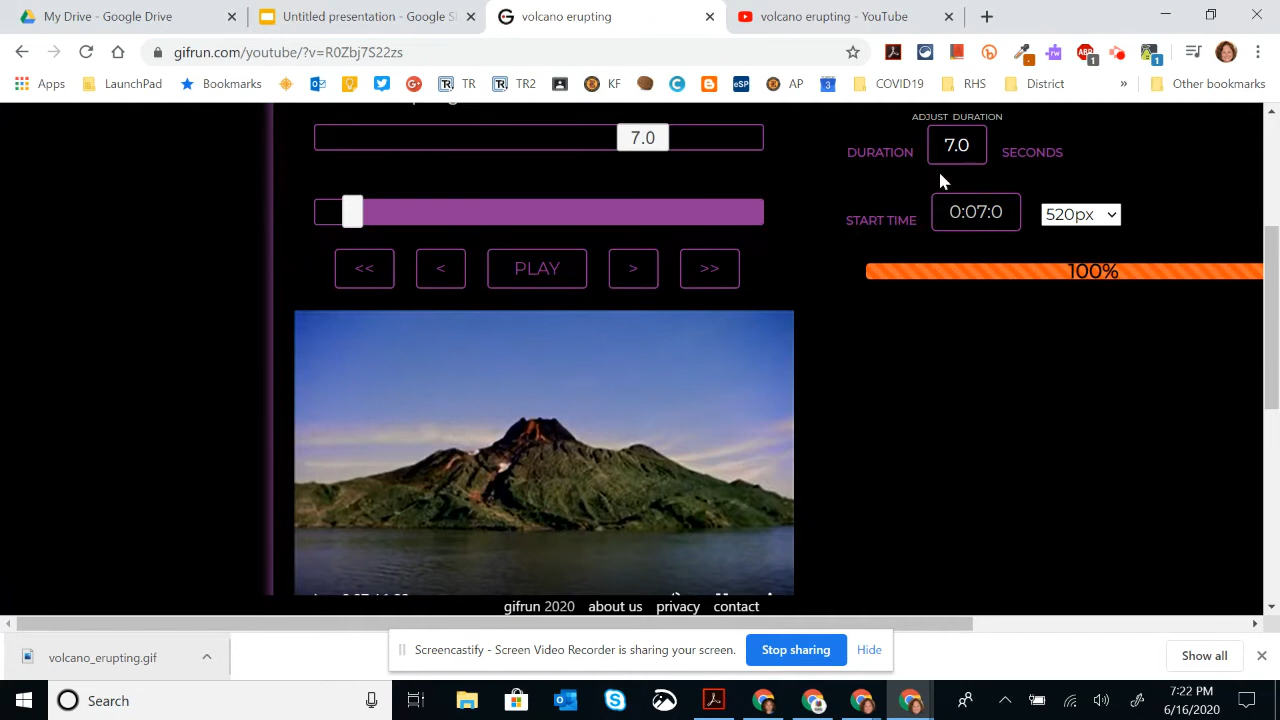 My Drive - Google Drive
Untitled presentation - Google S
volcano erupting
volcano erupting - YouTube
gifrun.com/youtube/?v=R0Zbj7S22zs
Apps LaunchPad Bookmarks TR TR2 KF eSP AP COVID19 RHS District » Other bookmarks
7.0
ADJUST DURATION
DURATION 7.0 SECONDS
START TIME 0:07:0 520px
<< < PLAY > >>
100%
gifrun 2020 about us privacy contact
volcano_erupting.gif
Screencastify - Screen Video Recorder is sharing your screen. Stop sharing Hide
Show all
Search
7:22 PM
6/16/2020